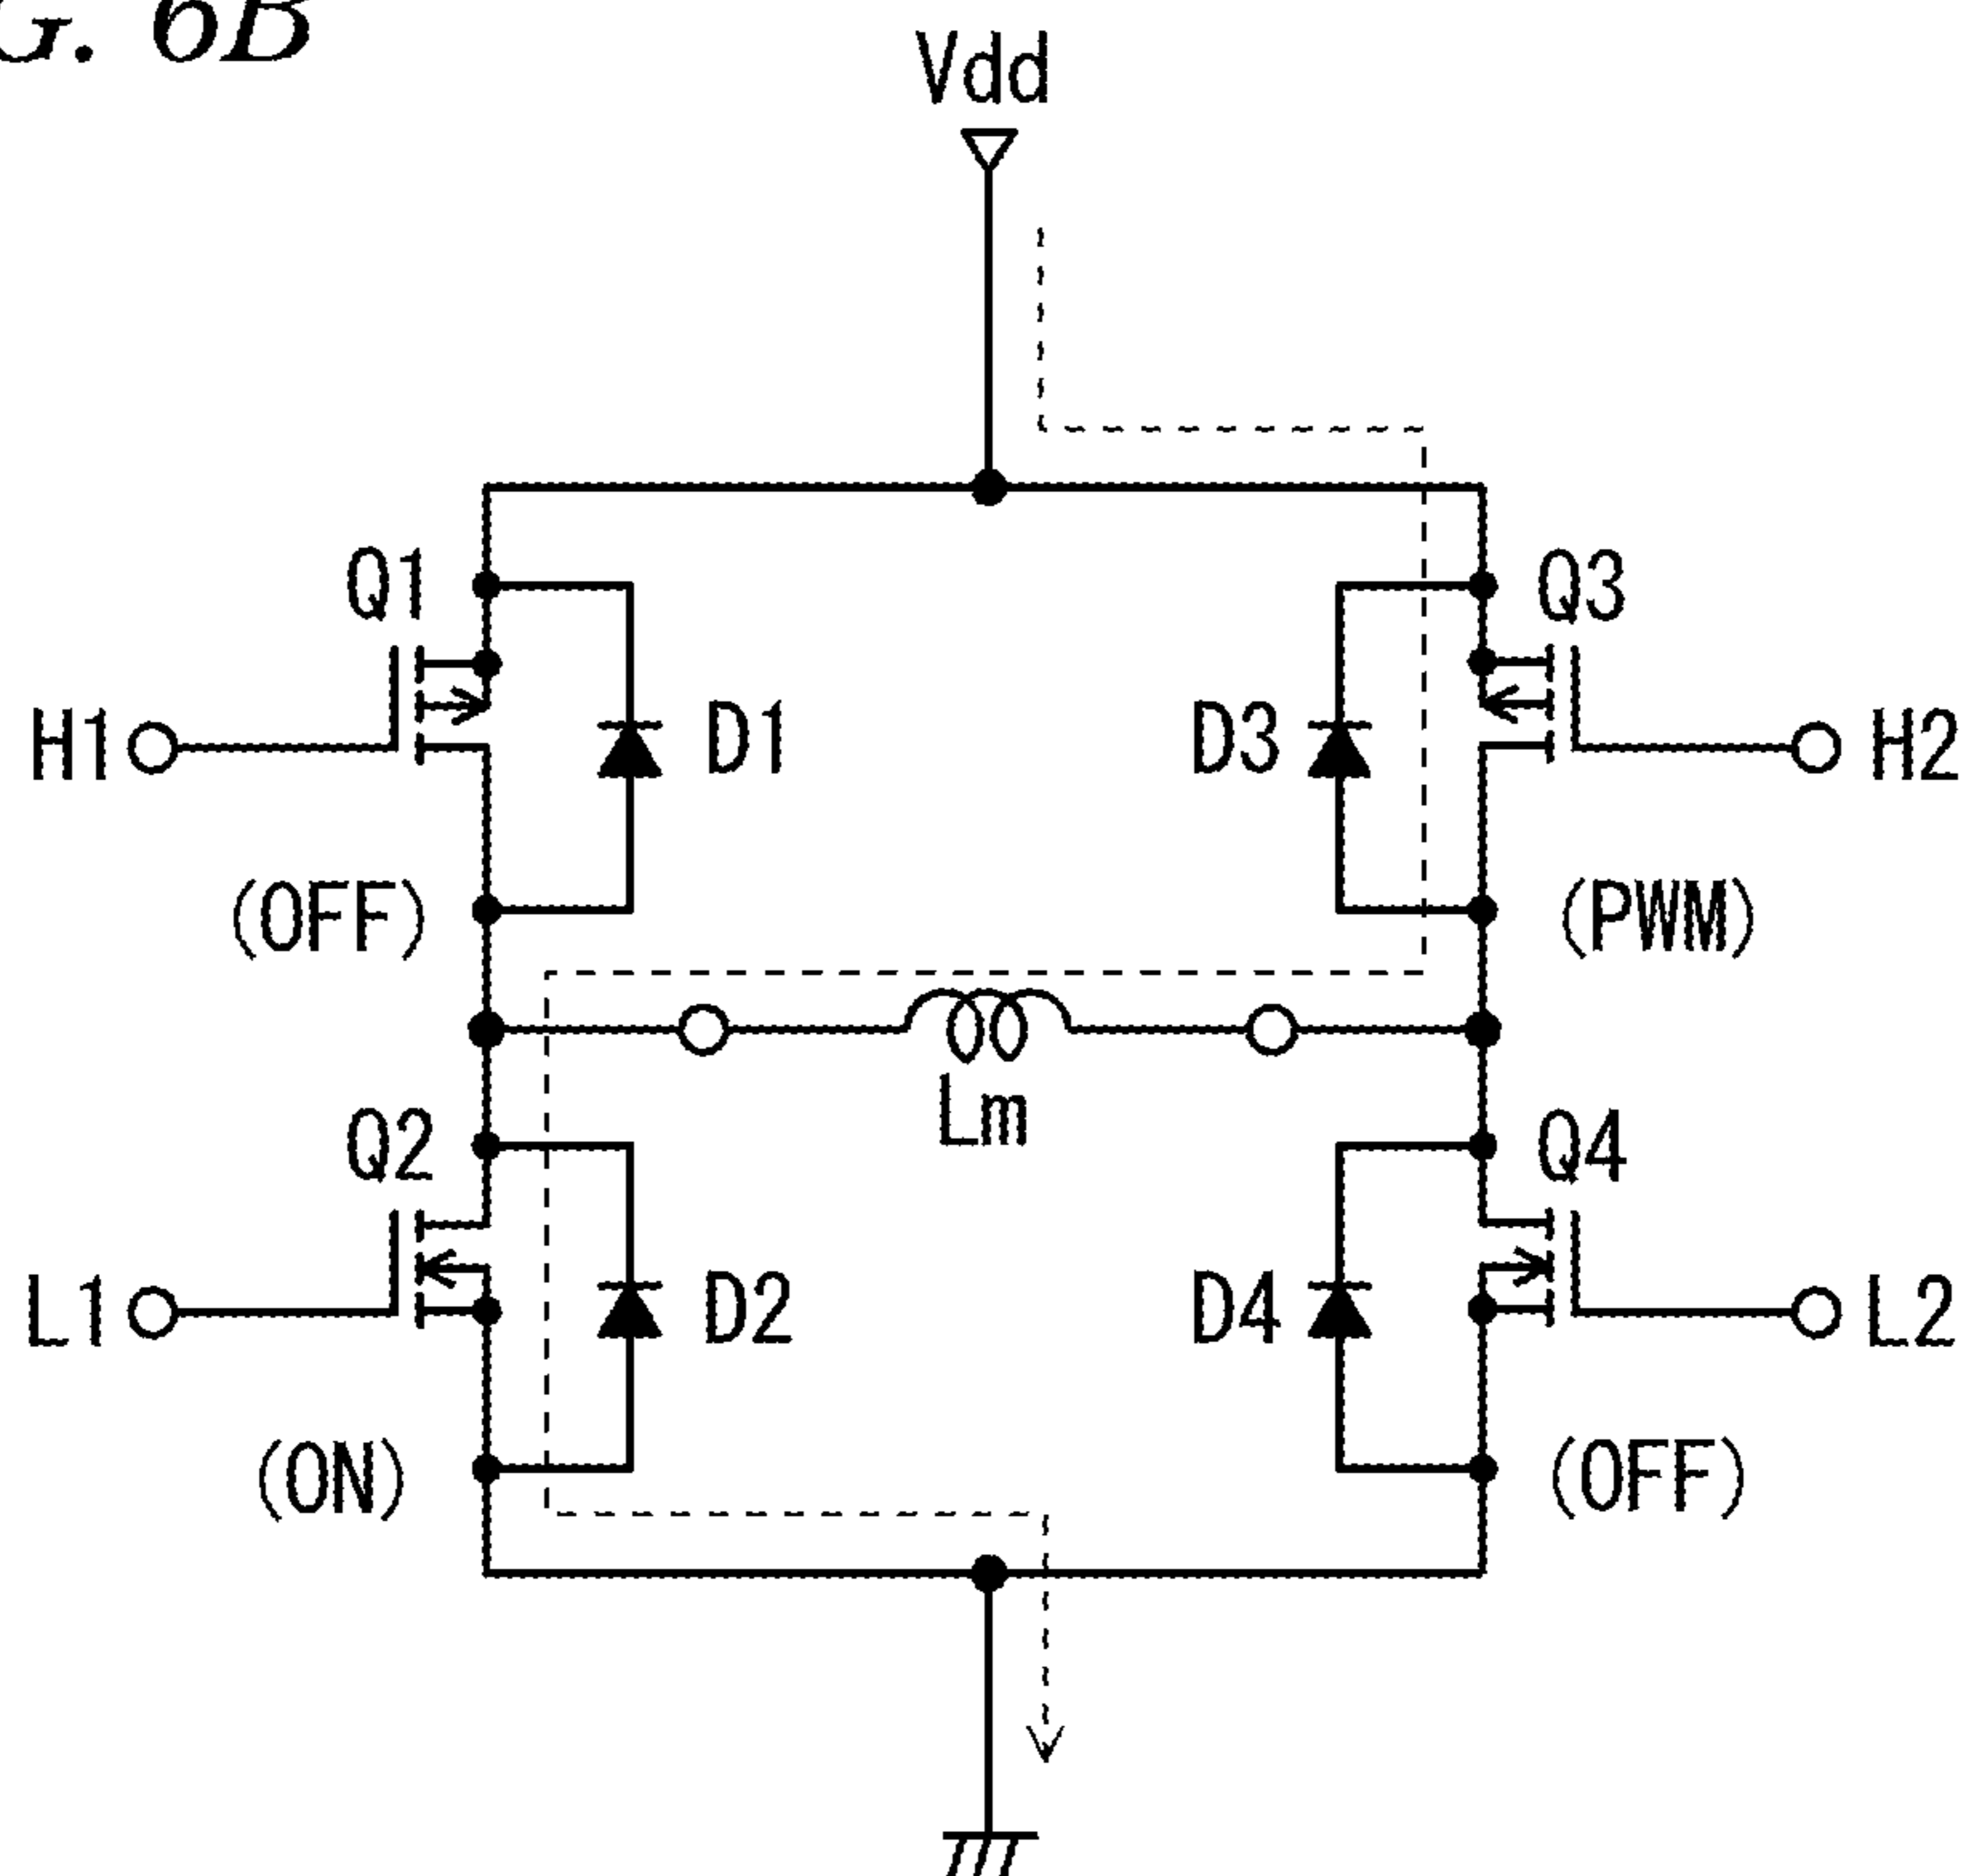 G. 6B
Vdd
Q1
Q3
H1
D1
D3
H2
(OFF)
(PWM)
Lm
Q2
Q4
L1
D2
D4
L2
(ON)
(OFF)